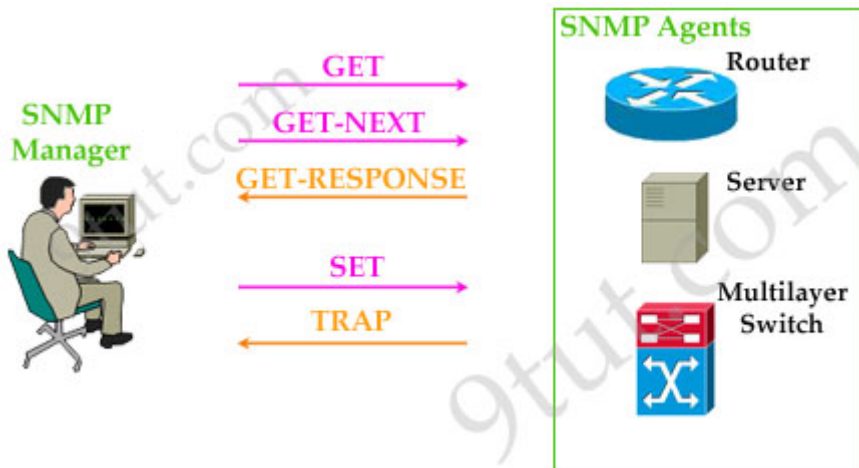 SNMP Agents
Router
GET
SNMP
Manager
GET-NEXT
GET-RESPONSE
Server
SET
TRAP
Multilayer
Switch
9tut.com
9tut.com